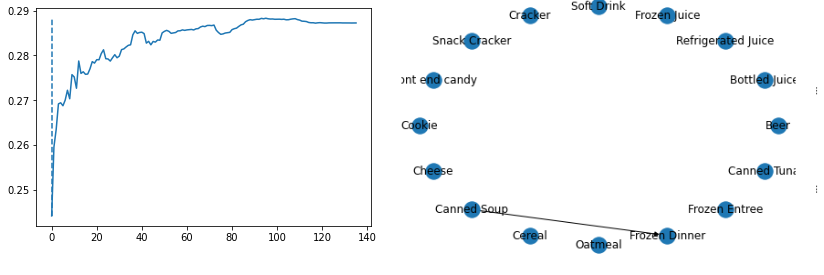 0.29
0.28
0.27
0.26
0.25
0 20 40 60 80 100 120 140
Soft Drink
Cracker
Frozen Juice
Snack Cracker
Refrigerated Juice
ont end candy
Bottled Juice
Cookie
Beer
Cheese
Canned Tuna
Canned Soup
Frozen Entree
Cereal
Frozen Dinner
Oatmeal